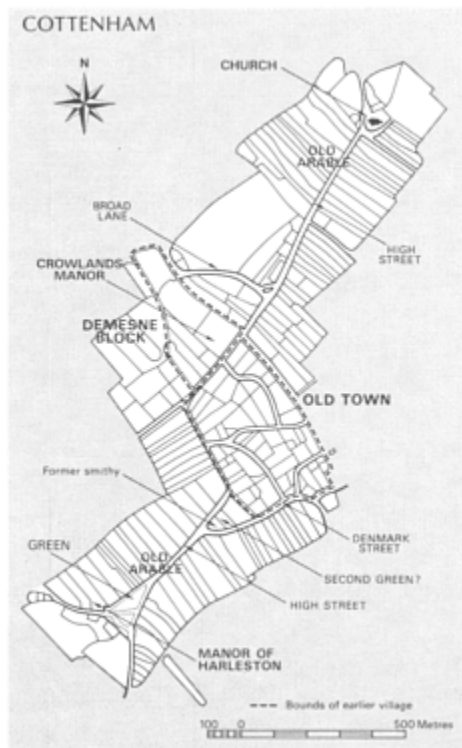 COTTENHAM
N
CHURCH
OLD
ARABLE
BROAD
LANE
HIGH
STREET
CROWLANDS
MANOR
DEMESNE
BLOCK
OLD TOWN
Former smithy
DENMARK
STREET
GREEN
OLD
ARABLE
SECOND GREEN?
HIGH STREET
MANOR OF
HARLESTON
Bounds of earlier village
100 0 500 Metres